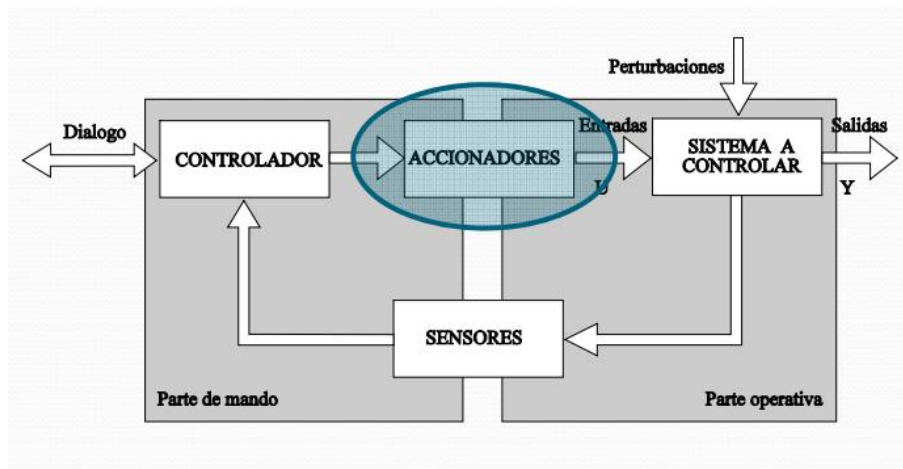 Perturbaciones
Dialogo
Entradas
Salidas
CONTROLADOR
ACCIONADORES
SISTEMA A
CONTROLAR
U
Y
SENSORES
Parte de mando
Parte operativa